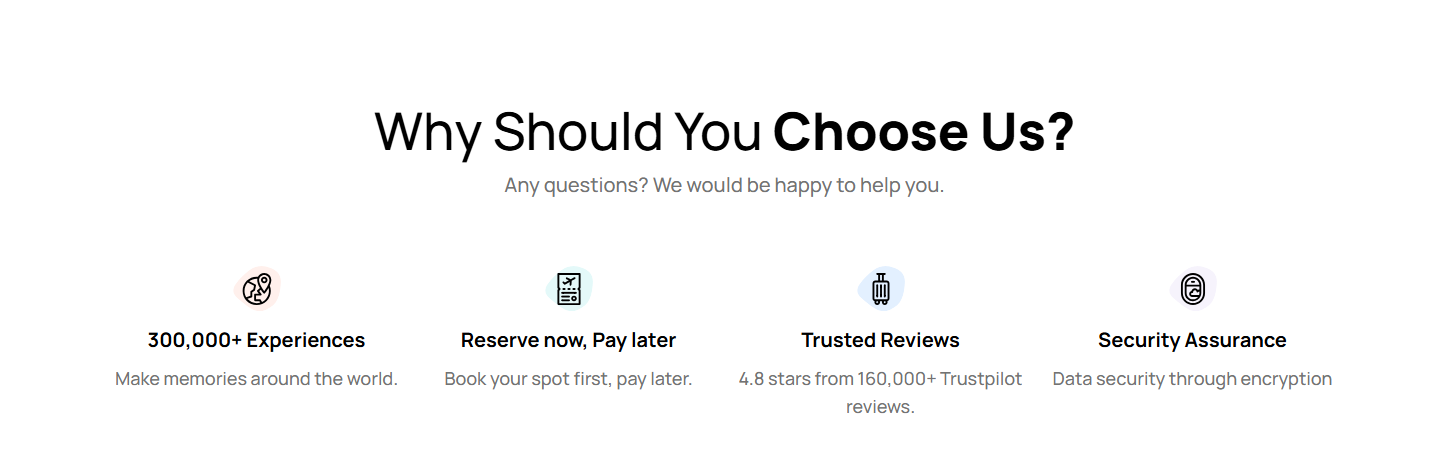 Why Should You Choose Us?
Any questions? We would be happy to help you.
300,000+ Experiences
Make memories around the world.
Reserve now, Pay later
Book your spot first, pay later.
Trusted Reviews
4.8 stars from 160,000+ Trustpilot
reviews.
Security Assurance
Data security through encryption